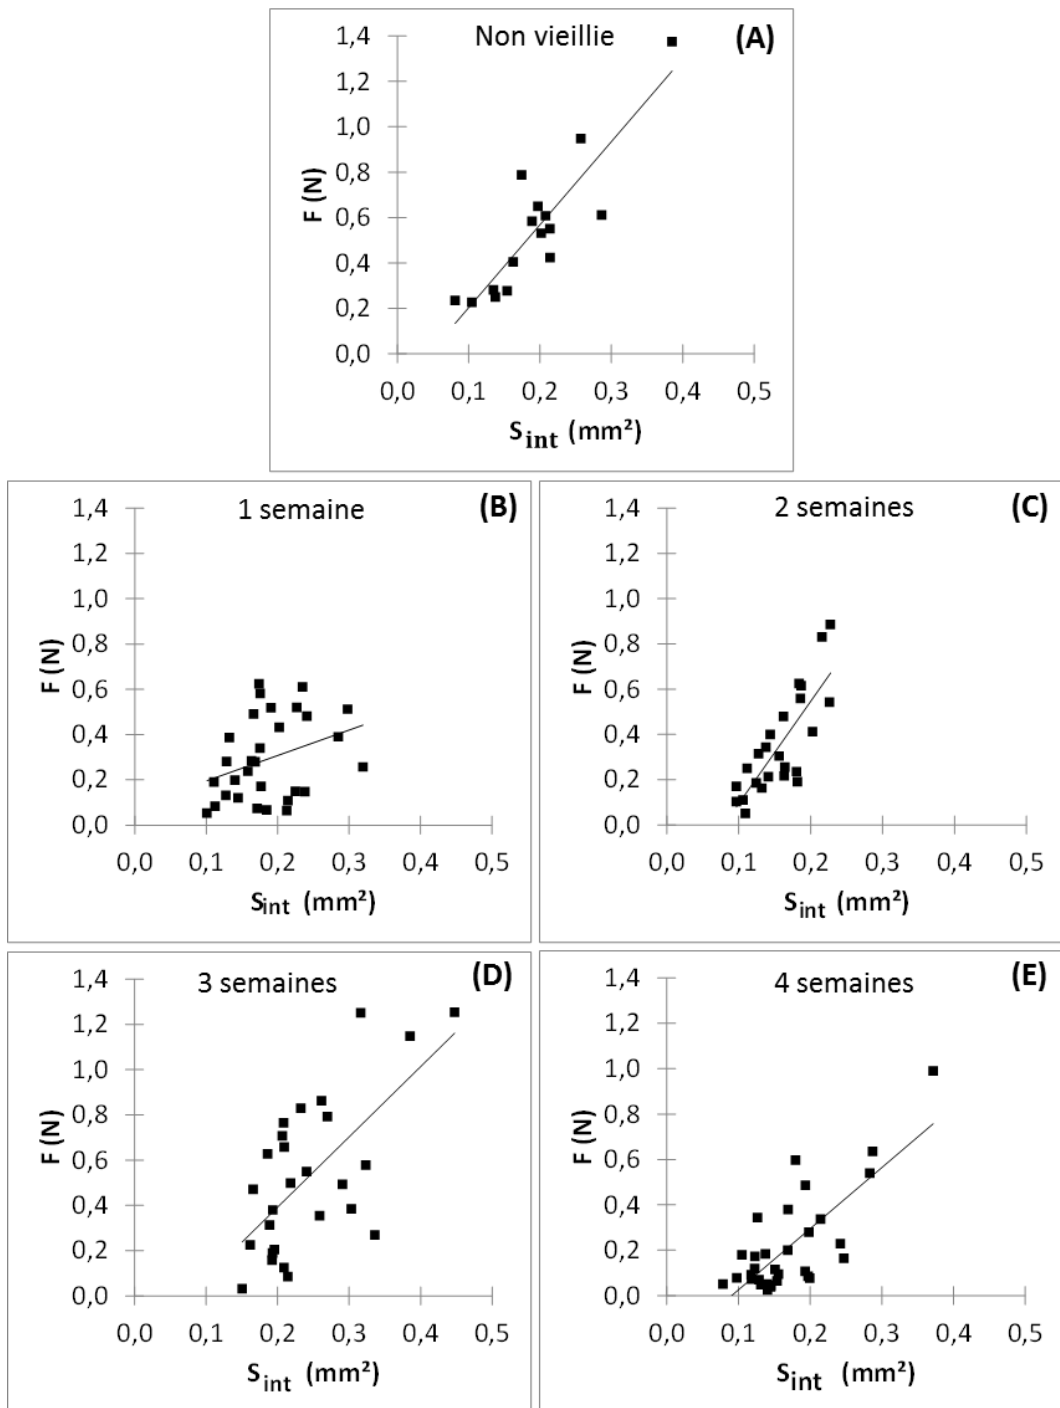 Non vieillie (A)
F (N)
1,4
1,2
1,0
0,8
0,6
0,4
0,2
0,0
0,0 0,1 0,2 0,3 0,4 0,5
Sint (mm²)
1 semaine (B)
F (N)
1,4
1,2
1,0
0,8
0,6
0,4
0,2
0,0
0,0 0,1 0,2 0,3 0,4 0,5
Sint (mm²)
2 semaines (C)
F (N)
1,4
1,2
1,0
0,8
0,6
0,4
0,2
0,0
0,0 0,1 0,2 0,3 0,4 0,5
Sint (mm²)
3 semaines (D)
F (N)
1,4
1,2
1,0
0,8
0,6
0,4
0,2
0,0
0,0 0,1 0,2 0,3 0,4 0,5
Sint (mm²)
4 semaines (E)
F (N)
1,4
1,2
1,0
0,8
0,6
0,4
0,2
0,0
0,0 0,1 0,2 0,3 0,4 0,5
Sint (mm²)